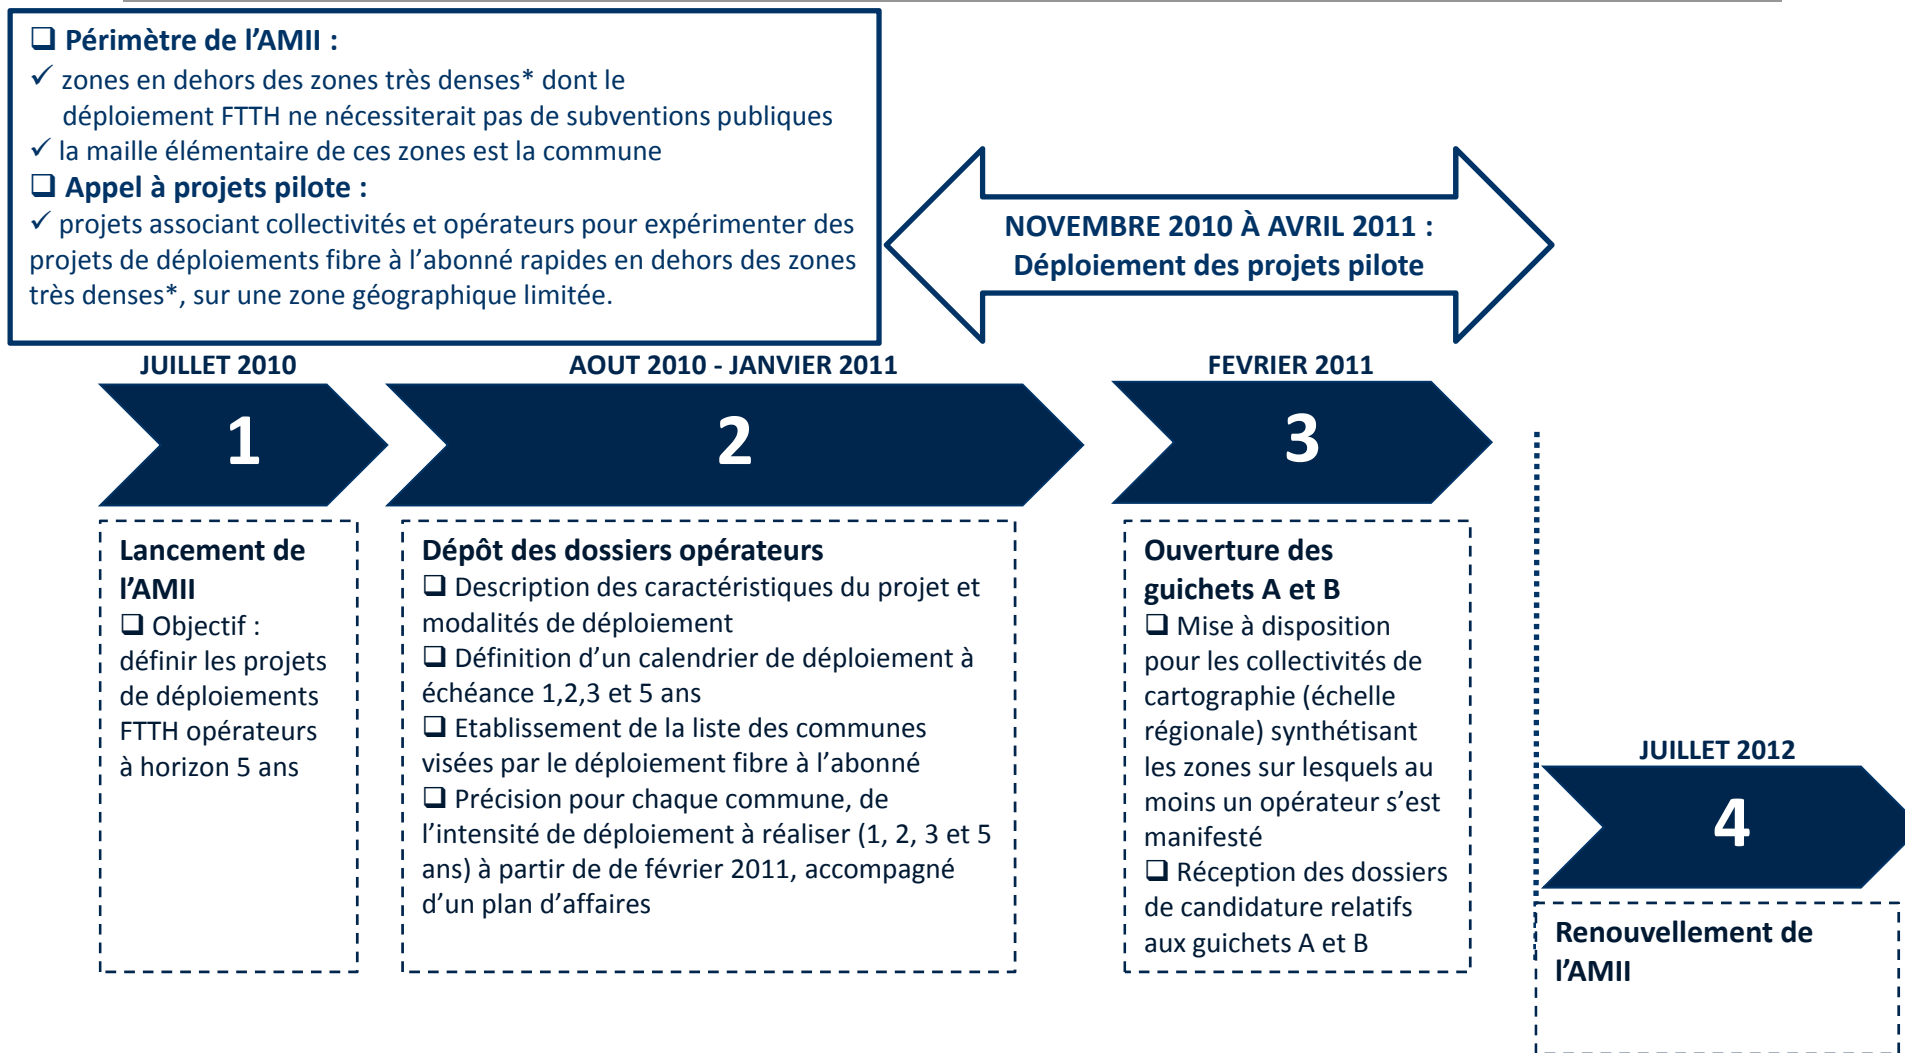 ❑ Périmètre de l’AMII :
✓ zones en dehors des zones très denses* dont le
déploiement FTTH ne nécessiterait pas de subventions publiques
✓ la maille élémentaire de ces zones est la commune
❑ Appel à projets pilote :
✓ projets associant collectivités et opérateurs pour expérimenter des
projets de déploiements fibre à l’abonné rapides en dehors des zones
très denses*, sur une zone géographique limitée.
NOVEMBRE 2010 À AVRIL 2011 :
Déploiement des projets pilote
JUILLET 2010
1
Lancement de
l’AMII
❑ Objectif :
définir les projets
de déploiements
FTTH opérateurs
à horizon 5 ans
AOUT 2010 - JANVIER 2011
2
Dépôt des dossiers opérateurs
❑ Description des caractéristiques du projet et
modalités de déploiement
❑ Définition d’un calendrier de déploiement à
échéance 1,2,3 et 5 ans
❑ Etablissement de la liste des communes
visées par le déploiement fibre à l’abonné
❑ Précision pour chaque commune, de
l’intensité de déploiement à réaliser (1, 2, 3 et 5
ans) à partir de de février 2011, accompagné
d’un plan d’affaires
FEVRIER 2011
3
Ouverture des
guichets A et B
❑ Mise à disposition
pour les collectivités de
cartographie (échelle
régionale) synthétisant
les zones sur lesquels au
moins un opérateur s’est
manifesté
❑ Réception des dossiers
de candidature relatifs
aux guichets A et B
JUILLET 2012
4
Renouvellement de
l’AMII